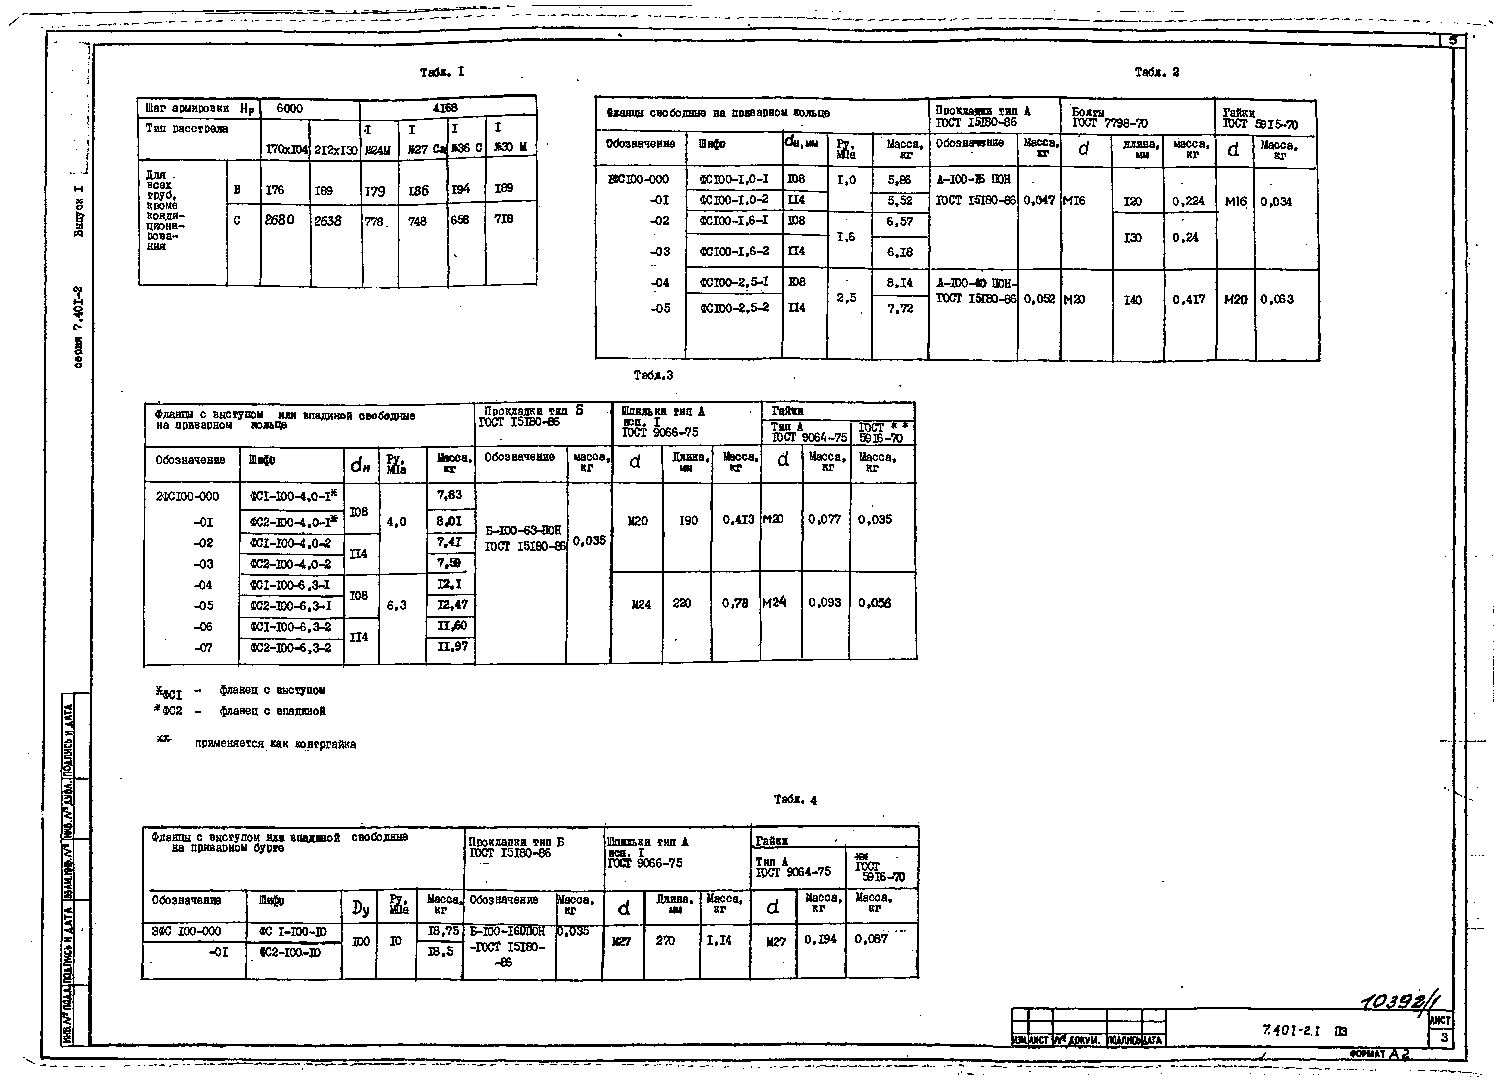 5
Табл. I
Шаг армировки Нр 6000 4168
Тип расстрела
170х104 212х130 I №24М I №27 Са I №36 С I №30 М
Для всех труб, кроме кондиционирования
В 176 189 179 186 194 189
С 2680 2638 778 748 658 718
Табл. 2
Фланцы свободные на приварном кольце
Прокладки тип А ГОСТ 15180-86
Болты ГОСТ 7798-70
Гайки ГОСТ 5915-70
Обозначение Шифр dн,мм Ру, МПа Масса, кг Обозначение Масса, кг d длина, мм масса, кг d Масса, кг
ФС100-1,0-1 108 1,0 5,86 ПОН
-01 ФС100-1,0-2 114 5,52 ГОСТ 15180-86 0,047 М16 120 0,224 М16 0,034
-02 ФС100-1,6-1 108 1,6 6,57
130 0,24
-03 ФС100-1,6-2 114 6,18
-04 ФС100-2,5-1 108 2,5 8,14 А-100-40 ПОН-
ГОСТ 15180-86 0,052 М20 140 0,417 М20 0,063
-05 ФС100-2,5-2 114 7,72
Табл.3
Фланцы с выступом или впадиной свободные на приварном кольце
Прокладки тип Б ГОСТ 15180-86
Шпильки тип А исп. I ГОСТ 9066-75
Гайки
Тип А ГОСТ 9064-75
ГОСТ ** 5916-70
Обозначение Шифр dн Ру, МПа Масса, кг Обозначение масса, кг d Длина, мм Масса, кг d Масса, кг Масса, кг
2ФС100-000 ФС1-100-4,0-1* 108 4,0 7,83
-01 ФС2-100-4,0-1* 8,01 М20 190 0,413 М20 0,077 0,035
Б-100-63-ПОН
ГОСТ 15180-86 0,035
-02 ФС1-100-4,0-2 114 7,41
-03 ФС2-100-4,0-2 7,59
-04 ФС1-100-6,3-1 108 6,3 12,1
-05 ФС2-100-6,3-1 12,47 М24 220 0,78 М24 0,093 0,056
-06 ФС1-100-6,3-2 114 11,60
-07 ФС2-100-6,3-2 11,97
*ФС1 - фланец с выступом
*ФС2 - фланец с впадиной
** применяется как контргайка
Табл. 4
Фланцы с выступом или впадиной свободные на приварном бурте
Прокладки тип Б ГОСТ 15180-86
Шпильки тип А исп. I ГОСТ 9066-75
Гайки
Тип А ГОСТ 9064-75
** ГОСТ 5916-70
Обозначение Шифр Dу Ру, МПа Масса, кг Обозначение Масса, кг d Длина, мм Масса, кг d Масса, кг Масса, кг
3ФС 100-000 ФС 1-100-10 100 10 18,75 Б-100-160ПОН 0,035 М27 270 1,14 М27 0,194 0,087
-01 ФС2-100-10 18,5 -ГОСТ 15180-
-86
серия 7.401-2 Выпуск I
ИНВ.№ ПОДЛ. ПОДПИСЬ И ДАТА ВЗАМ.ИНВ.№ ИНВ.№ ДУБЛ. ПОДПИСЬ И ДАТА
10392/1
ИЗМ ЛИСТ № ДОКУМ. ПОДПИСЬ ДАТА
7.401-2.1 ПЗ
ЛИСТ
3
ФОРМАТ А2